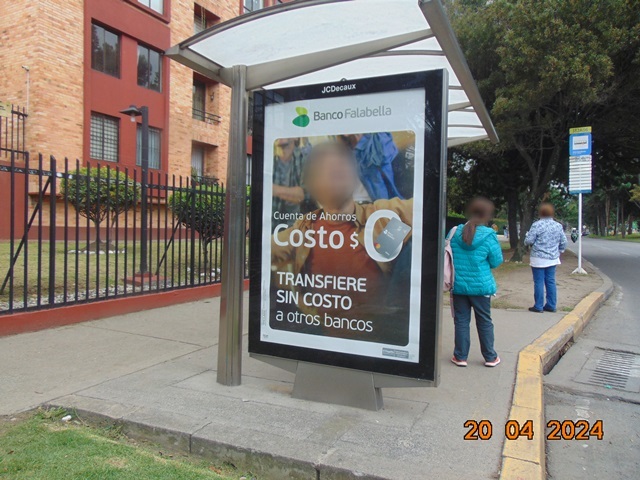 JCDecaux
Banco Falabella
Cuenta de Ahorros
Costo $0
TRANSFIERE
SIN COSTO
a otros bancos
20 04 2024